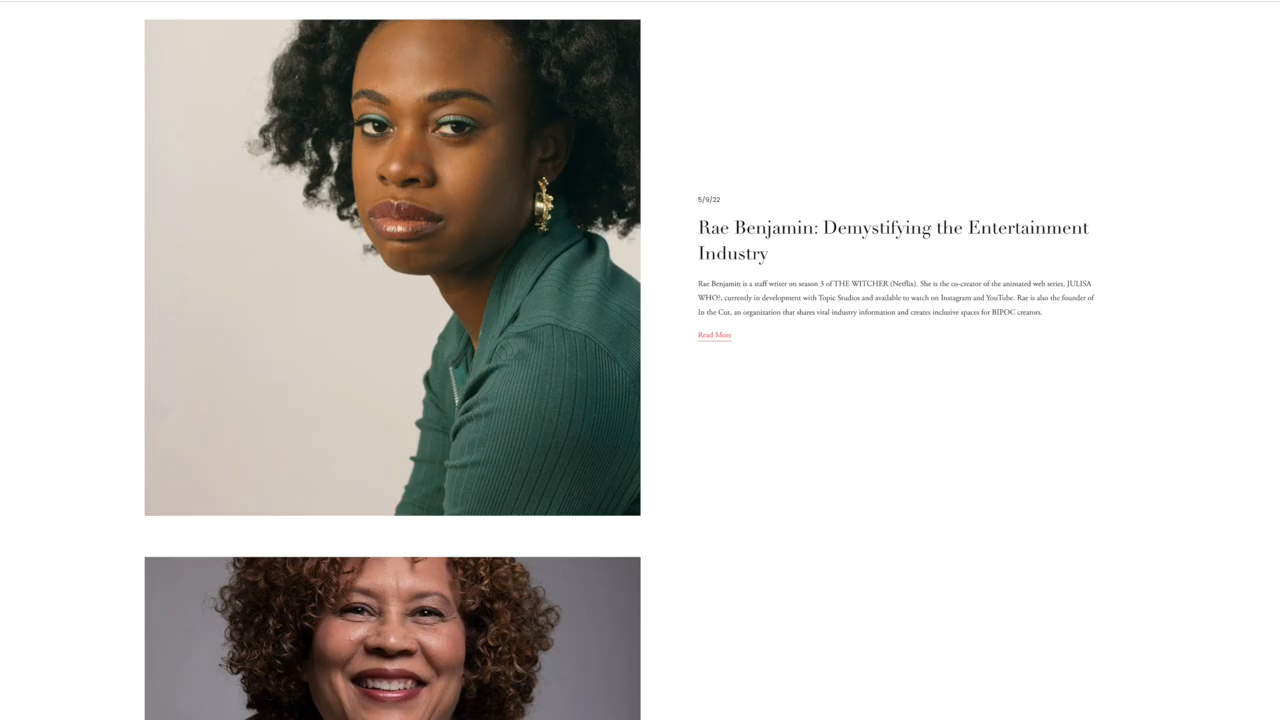 5/9/22
Rae Benjamin: Demystifying the Entertainment
Industry
Rae Benjamin is a staff writer on season 3 of THE WITCHER (Netflix). She is the co-creator of the animated web series, JULISA
WHO?, currently in development with Topic Studios and available to watch on Instagram and YouTube. Rae is also the founder of
In the Cut, an organization that shares vital industry information and creates inclusive spaces for BIPOC creators.
Read More